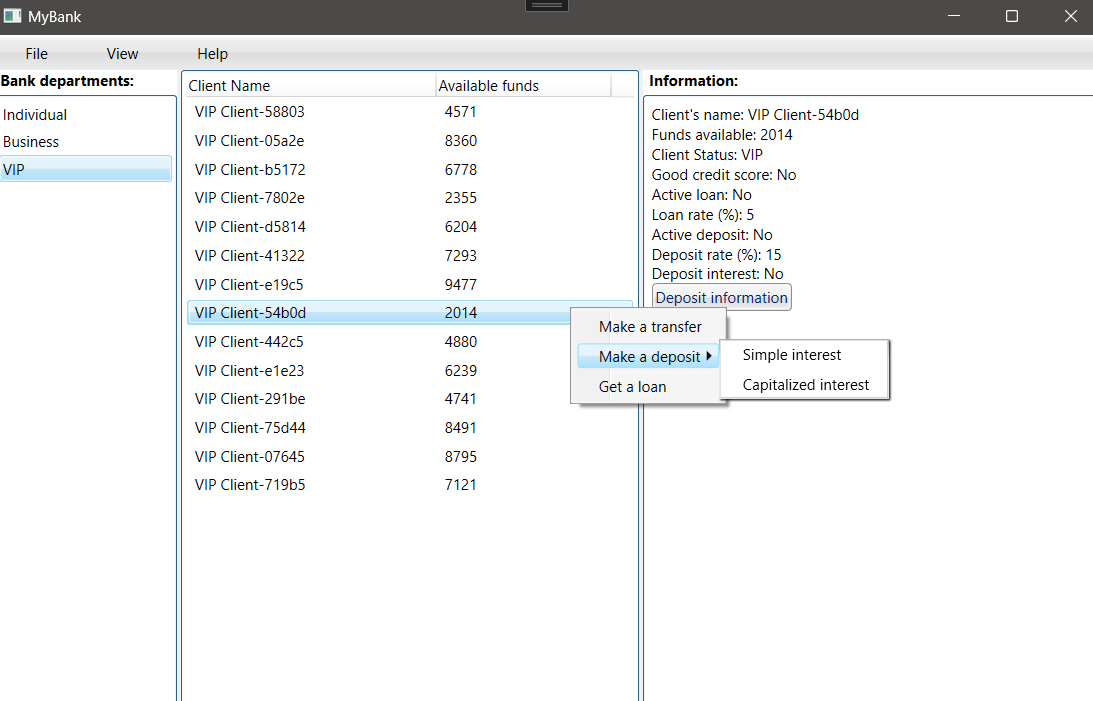 MyBank
File View Help
Bank departments:
Individual
Business
VIP
Client Name Available funds
VIP Client-58803 4571
VIP Client-05a2e 8360
VIP Client-b5172 6778
VIP Client-7802e 2355
VIP Client-d5814 6204
VIP Client-41322 7293
VIP Client-e19c5 9477
VIP Client-54b0d 2014
VIP Client-442c5 4880
VIP Client-e1e23 6239
VIP Client-291be 4741
VIP Client-75d44 8491
VIP Client-07645 8795
VIP Client-719b5 7121
Make a transfer
Make a deposit
Get a loan
Simple interest
Capitalized interest
Information:
Client's name: VIP Client-54b0d
Funds available: 2014
Client Status: VIP
Good credit score: No
Active loan: No
Loan rate (%): 5
Active deposit: No
Deposit rate (%): 15
Deposit interest: No
Deposit information